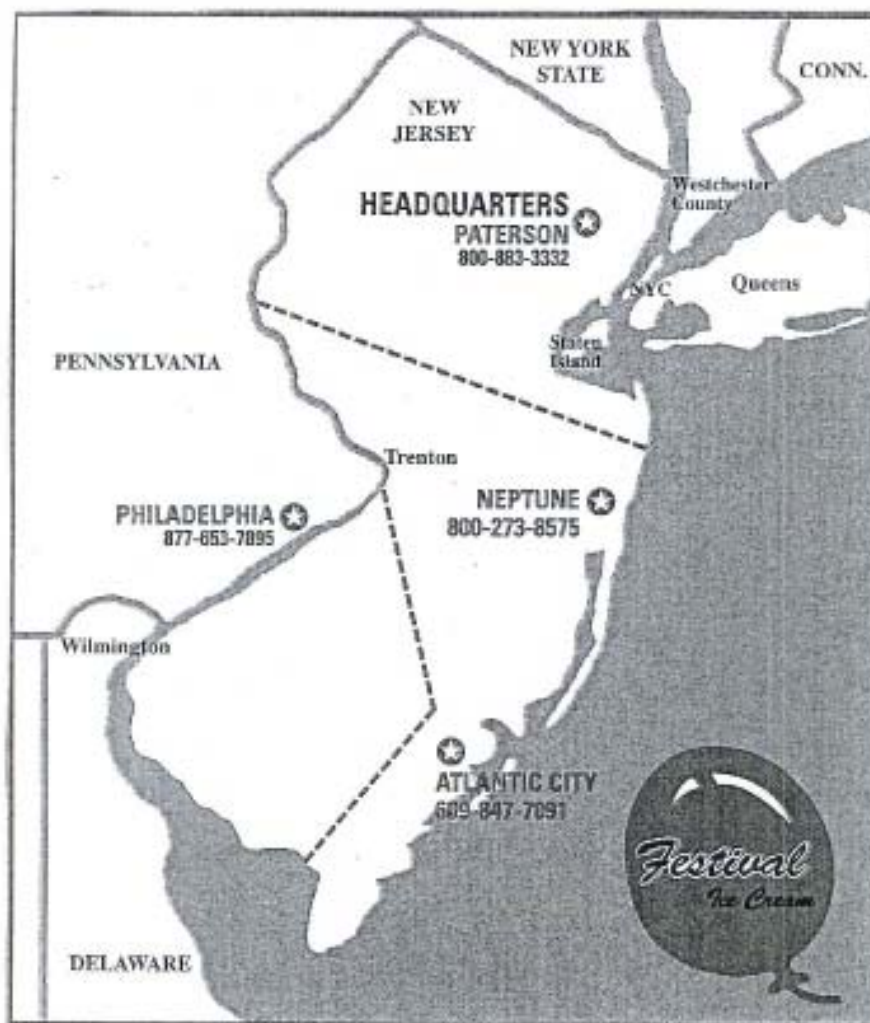 NEW YORK
STATE
CONN.
NEW
JERSEY
Westchester
County
HEADQUARTERS
PATERSON
800-883-3332
NYC
Queens
Staten
Island
PENNSYLVANIA
Trenton
NEPTUNE
800-273-8575
PHILADELPHIA
877-653-7895
Wilmington
ATLANTIC CITY
609-847-7091
Festival
Ice Cream
DELAWARE